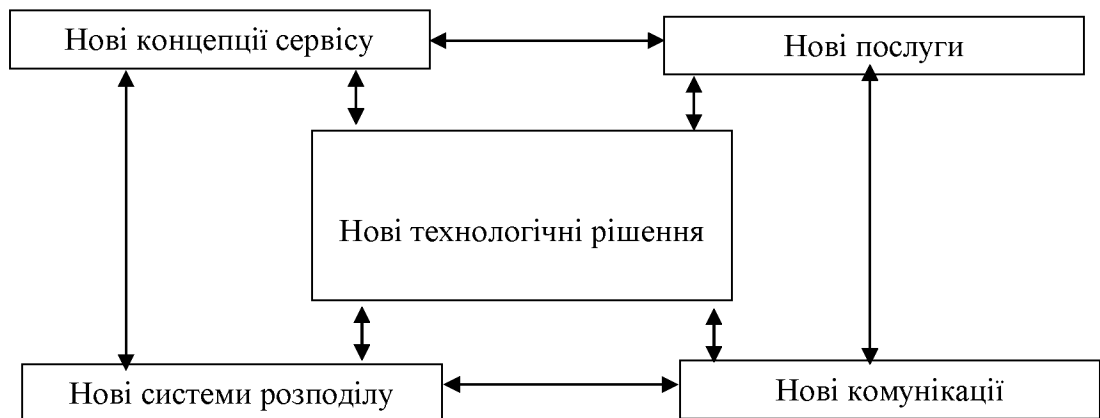 Нові концепції сервісу
Нові послуги
Нові технологічні рішення
Нові системи розподілу
Нові комунікації